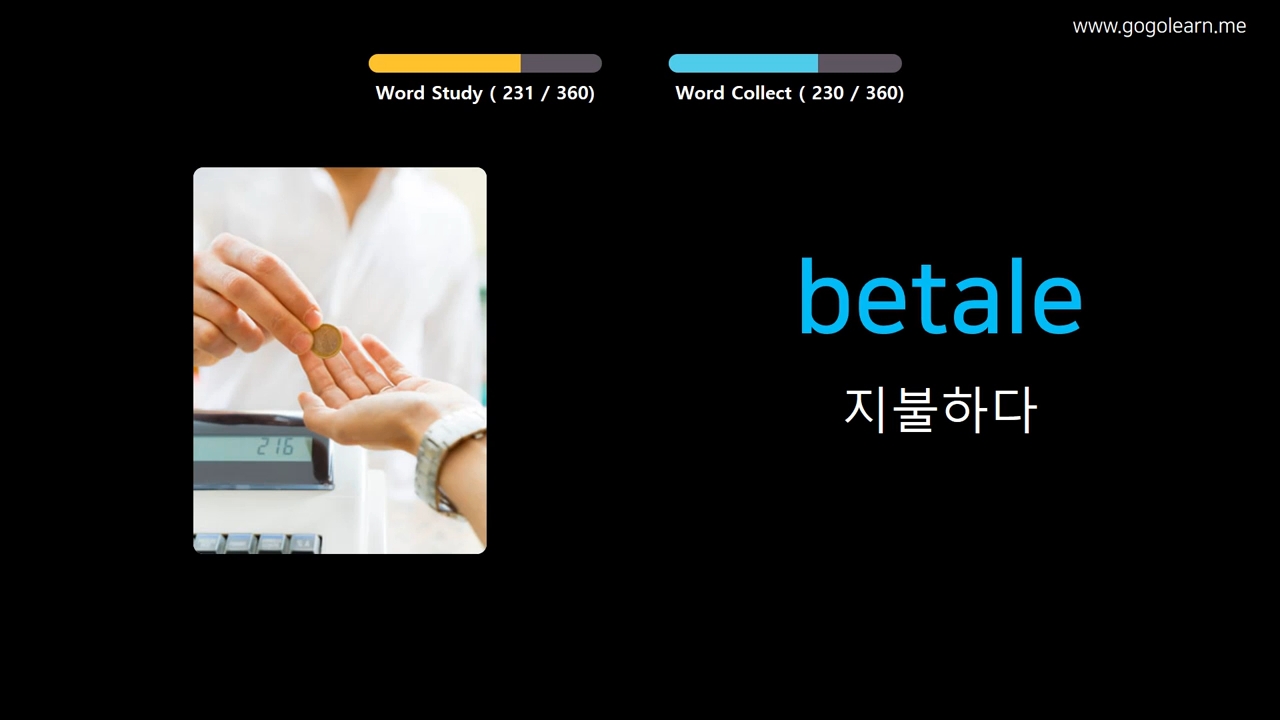 www.gogolearn.me
Word Study ( 231 / 360)
Word Collect ( 230 / 360)
betale
지불하다
216